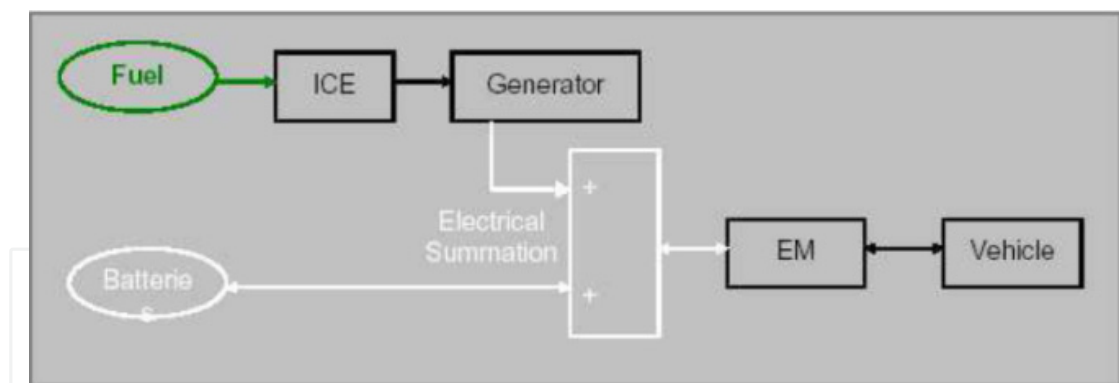 Fuel
ICE
Generator
+
Electrical
Summation
EM
Vehicle
Batterie
s
+